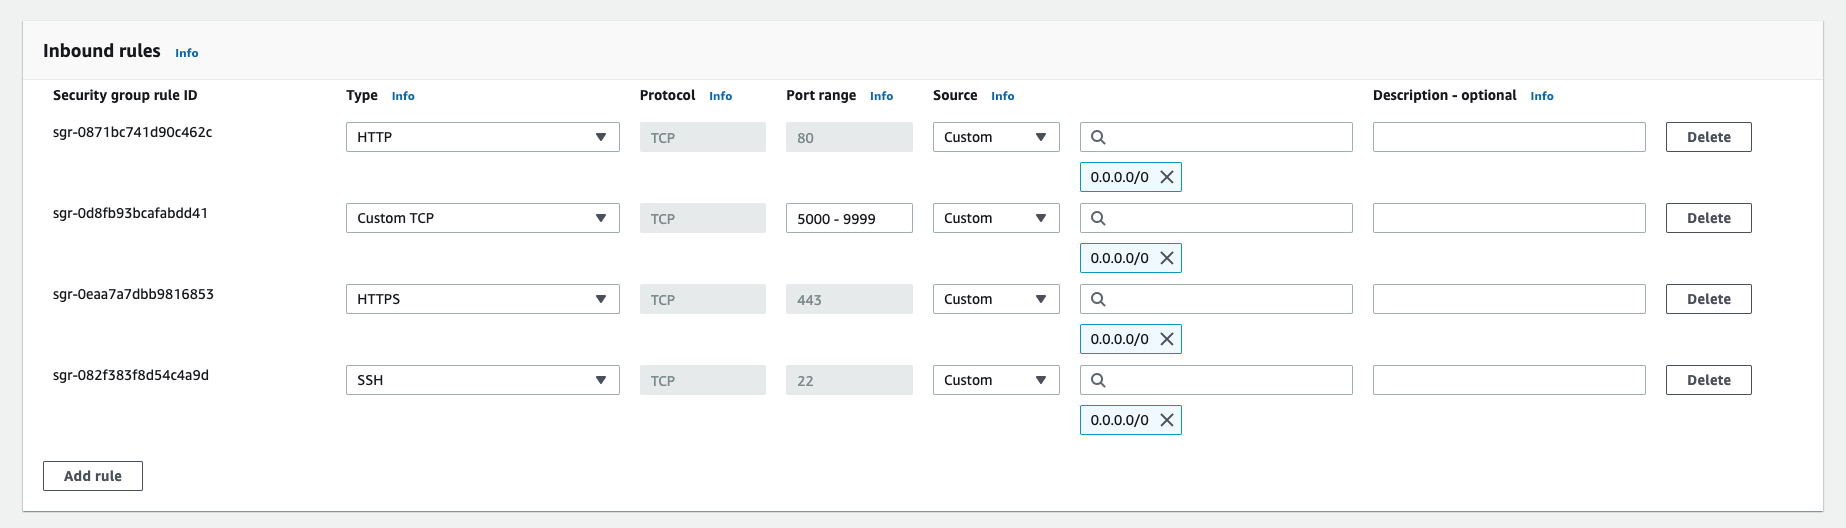 Inbound rules Info
Security group rule ID Type Info Protocol Info Port range Info Source Info Description - optional Info
sgr-0871bc741d90c462c HTTP TCP 80 Custom Delete
0.0.0.0/0
sgr-0d8fb93bcafabdd41 Custom TCP TCP 5000 - 9999 Custom Delete
0.0.0.0/0
sgr-0eaa7a7dbb9816853 HTTPS TCP 443 Custom Delete
0.0.0.0/0
sgr-082f383f8d54c4a9d SSH TCP 22 Custom Delete
0.0.0.0/0
Add rule